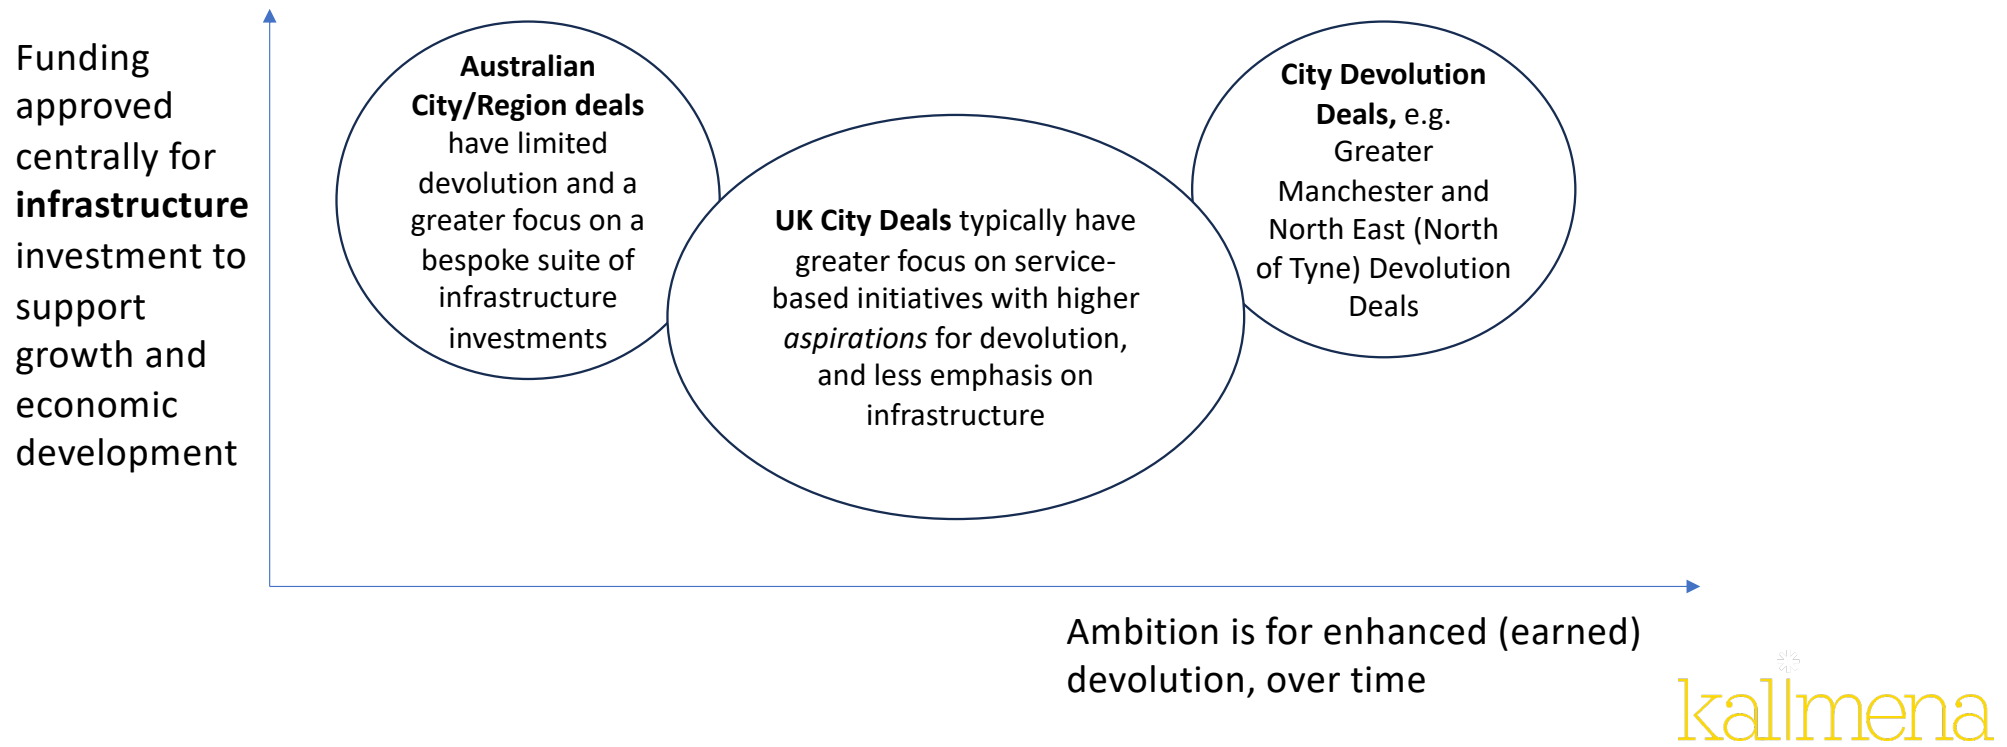 Funding
approved
centrally for
infrastructure
investment to
support
growth and
economic
development
Australian
City/Region deals
have limited
devolution and a
greater focus on a
bespoke suite of
infrastructure
investments
UK City Deals typically have
greater focus on service-
based initiatives with higher
aspirations for devolution,
and less emphasis on
infrastructure
City Devolution
Deals, e.g.
Greater
Manchester and
North East (North
of Tyne) Devolution
Deals
Ambition is for enhanced (earned)
devolution, over time
kallmena